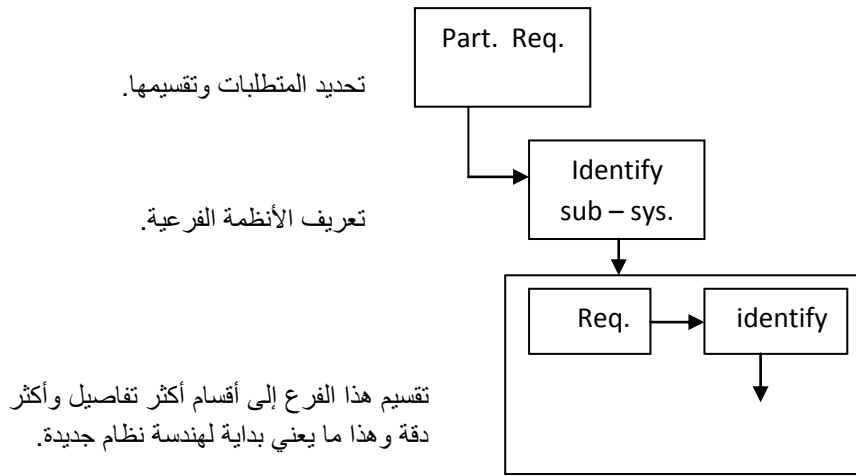 Part. Req.
تحديد المتطلبات وتقسيمها.
Identify
sub – sys.
تعريف الأنظمة الفرعية.
Req.
identify
تقسيم هذا الفرع إلى أقسام أكثر تفاصيل وأكثر
دقة وهذا ما يعني بداية لهندسة نظام جديدة.